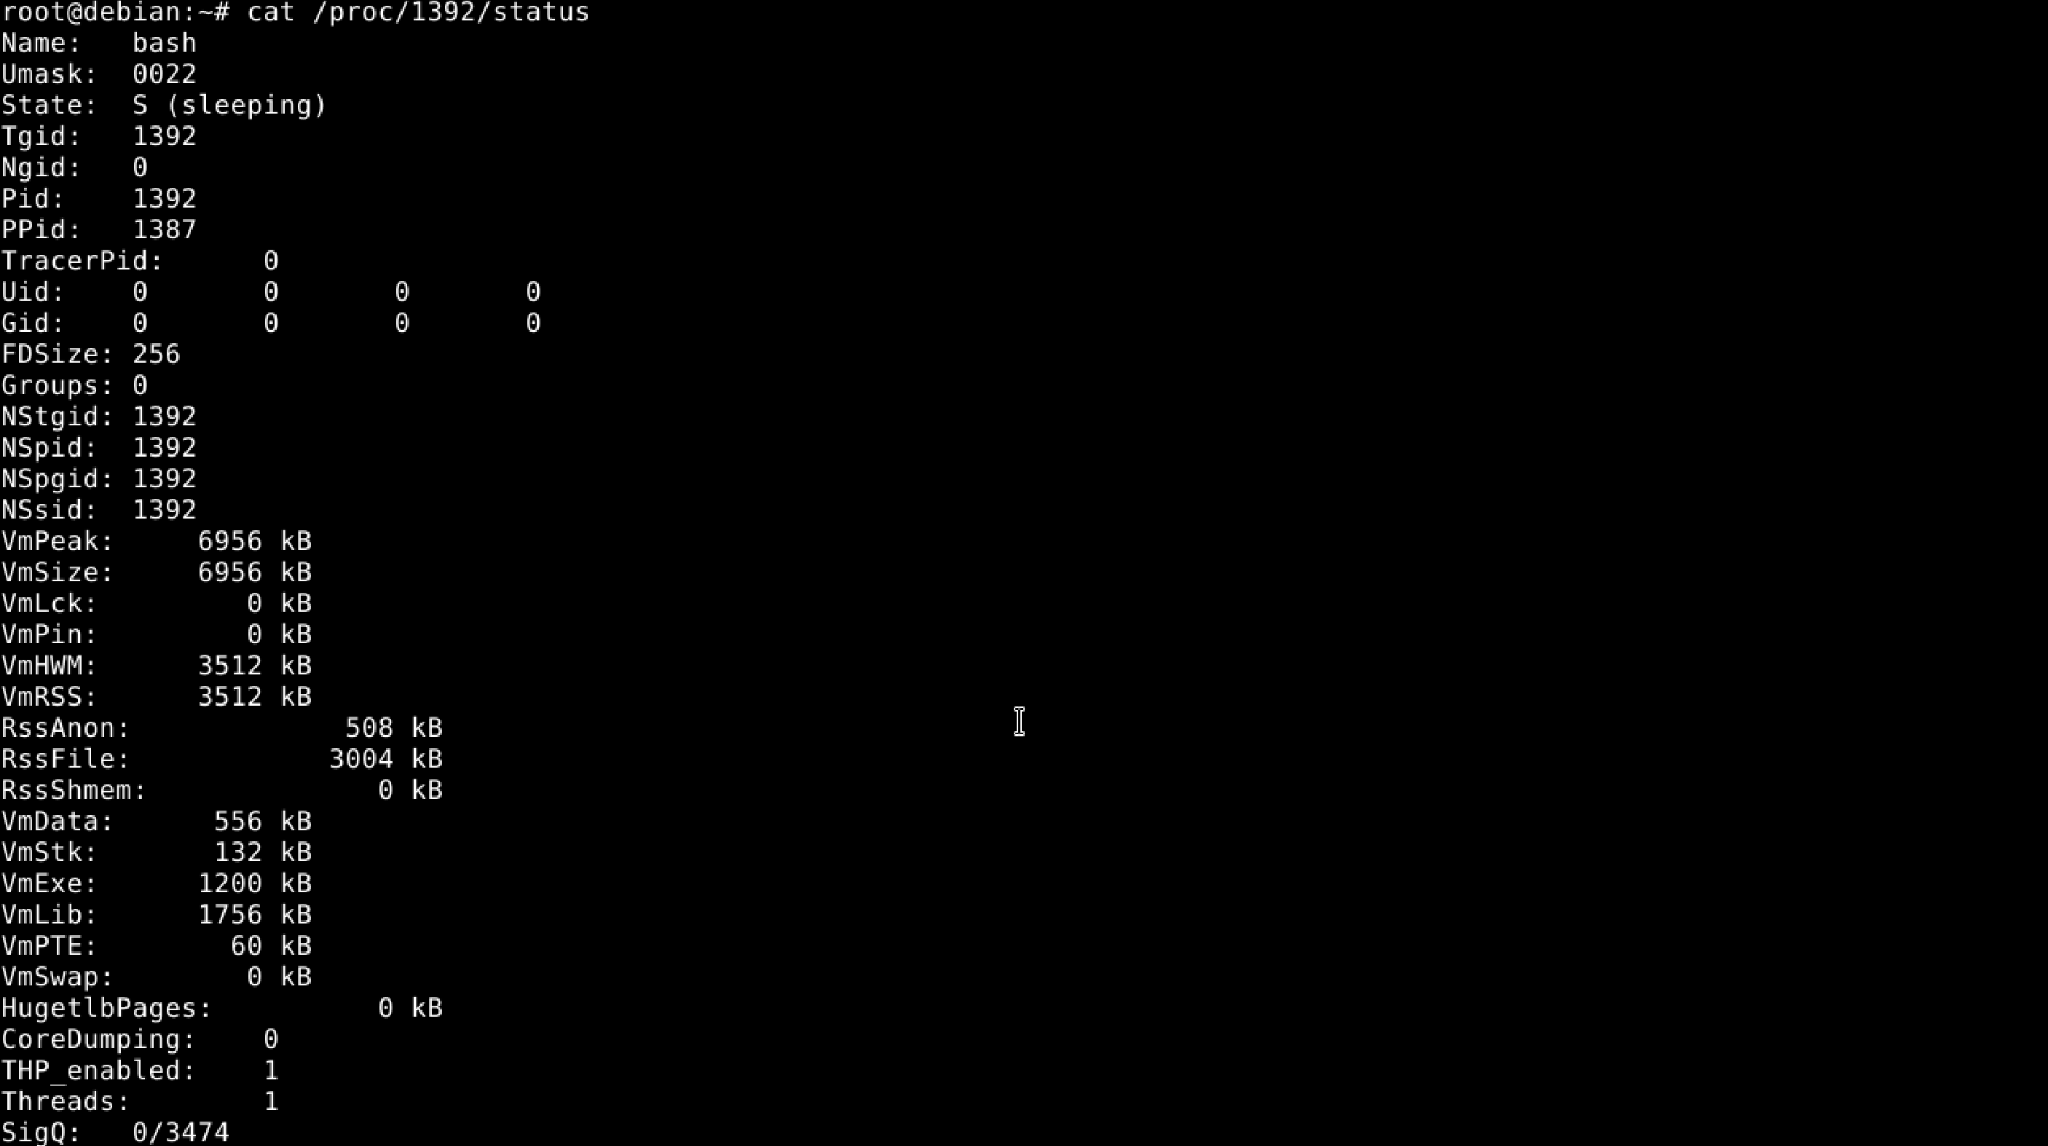 root@debian:~# cat /proc/1392/status
Name:   bash
Umask:  0022
State:  S (sleeping)
Tgid:   1392
Ngid:   0
Pid:    1392
PPid:   1387
TracerPid:      0
Uid:    0       0       0       0
Gid:    0       0       0       0
FDSize: 256
Groups: 0
NStgid: 1392
NSpid:  1392
NSpgid: 1392
NSsid:  1392
VmPeak:     6956 kB
VmSize:     6956 kB
VmLck:         0 kB
VmPin:         0 kB
VmHWM:      3512 kB
VmRSS:      3512 kB
RssAnon:             508 kB
RssFile:            3004 kB
RssShmem:              0 kB
VmData:      556 kB
VmStk:       132 kB
VmExe:      1200 kB
VmLib:      1756 kB
VmPTE:        60 kB
VmSwap:        0 kB
HugetlbPages:          0 kB
CoreDumping:    0
THP_enabled:    1
Threads:        1
SigQ:   0/3474